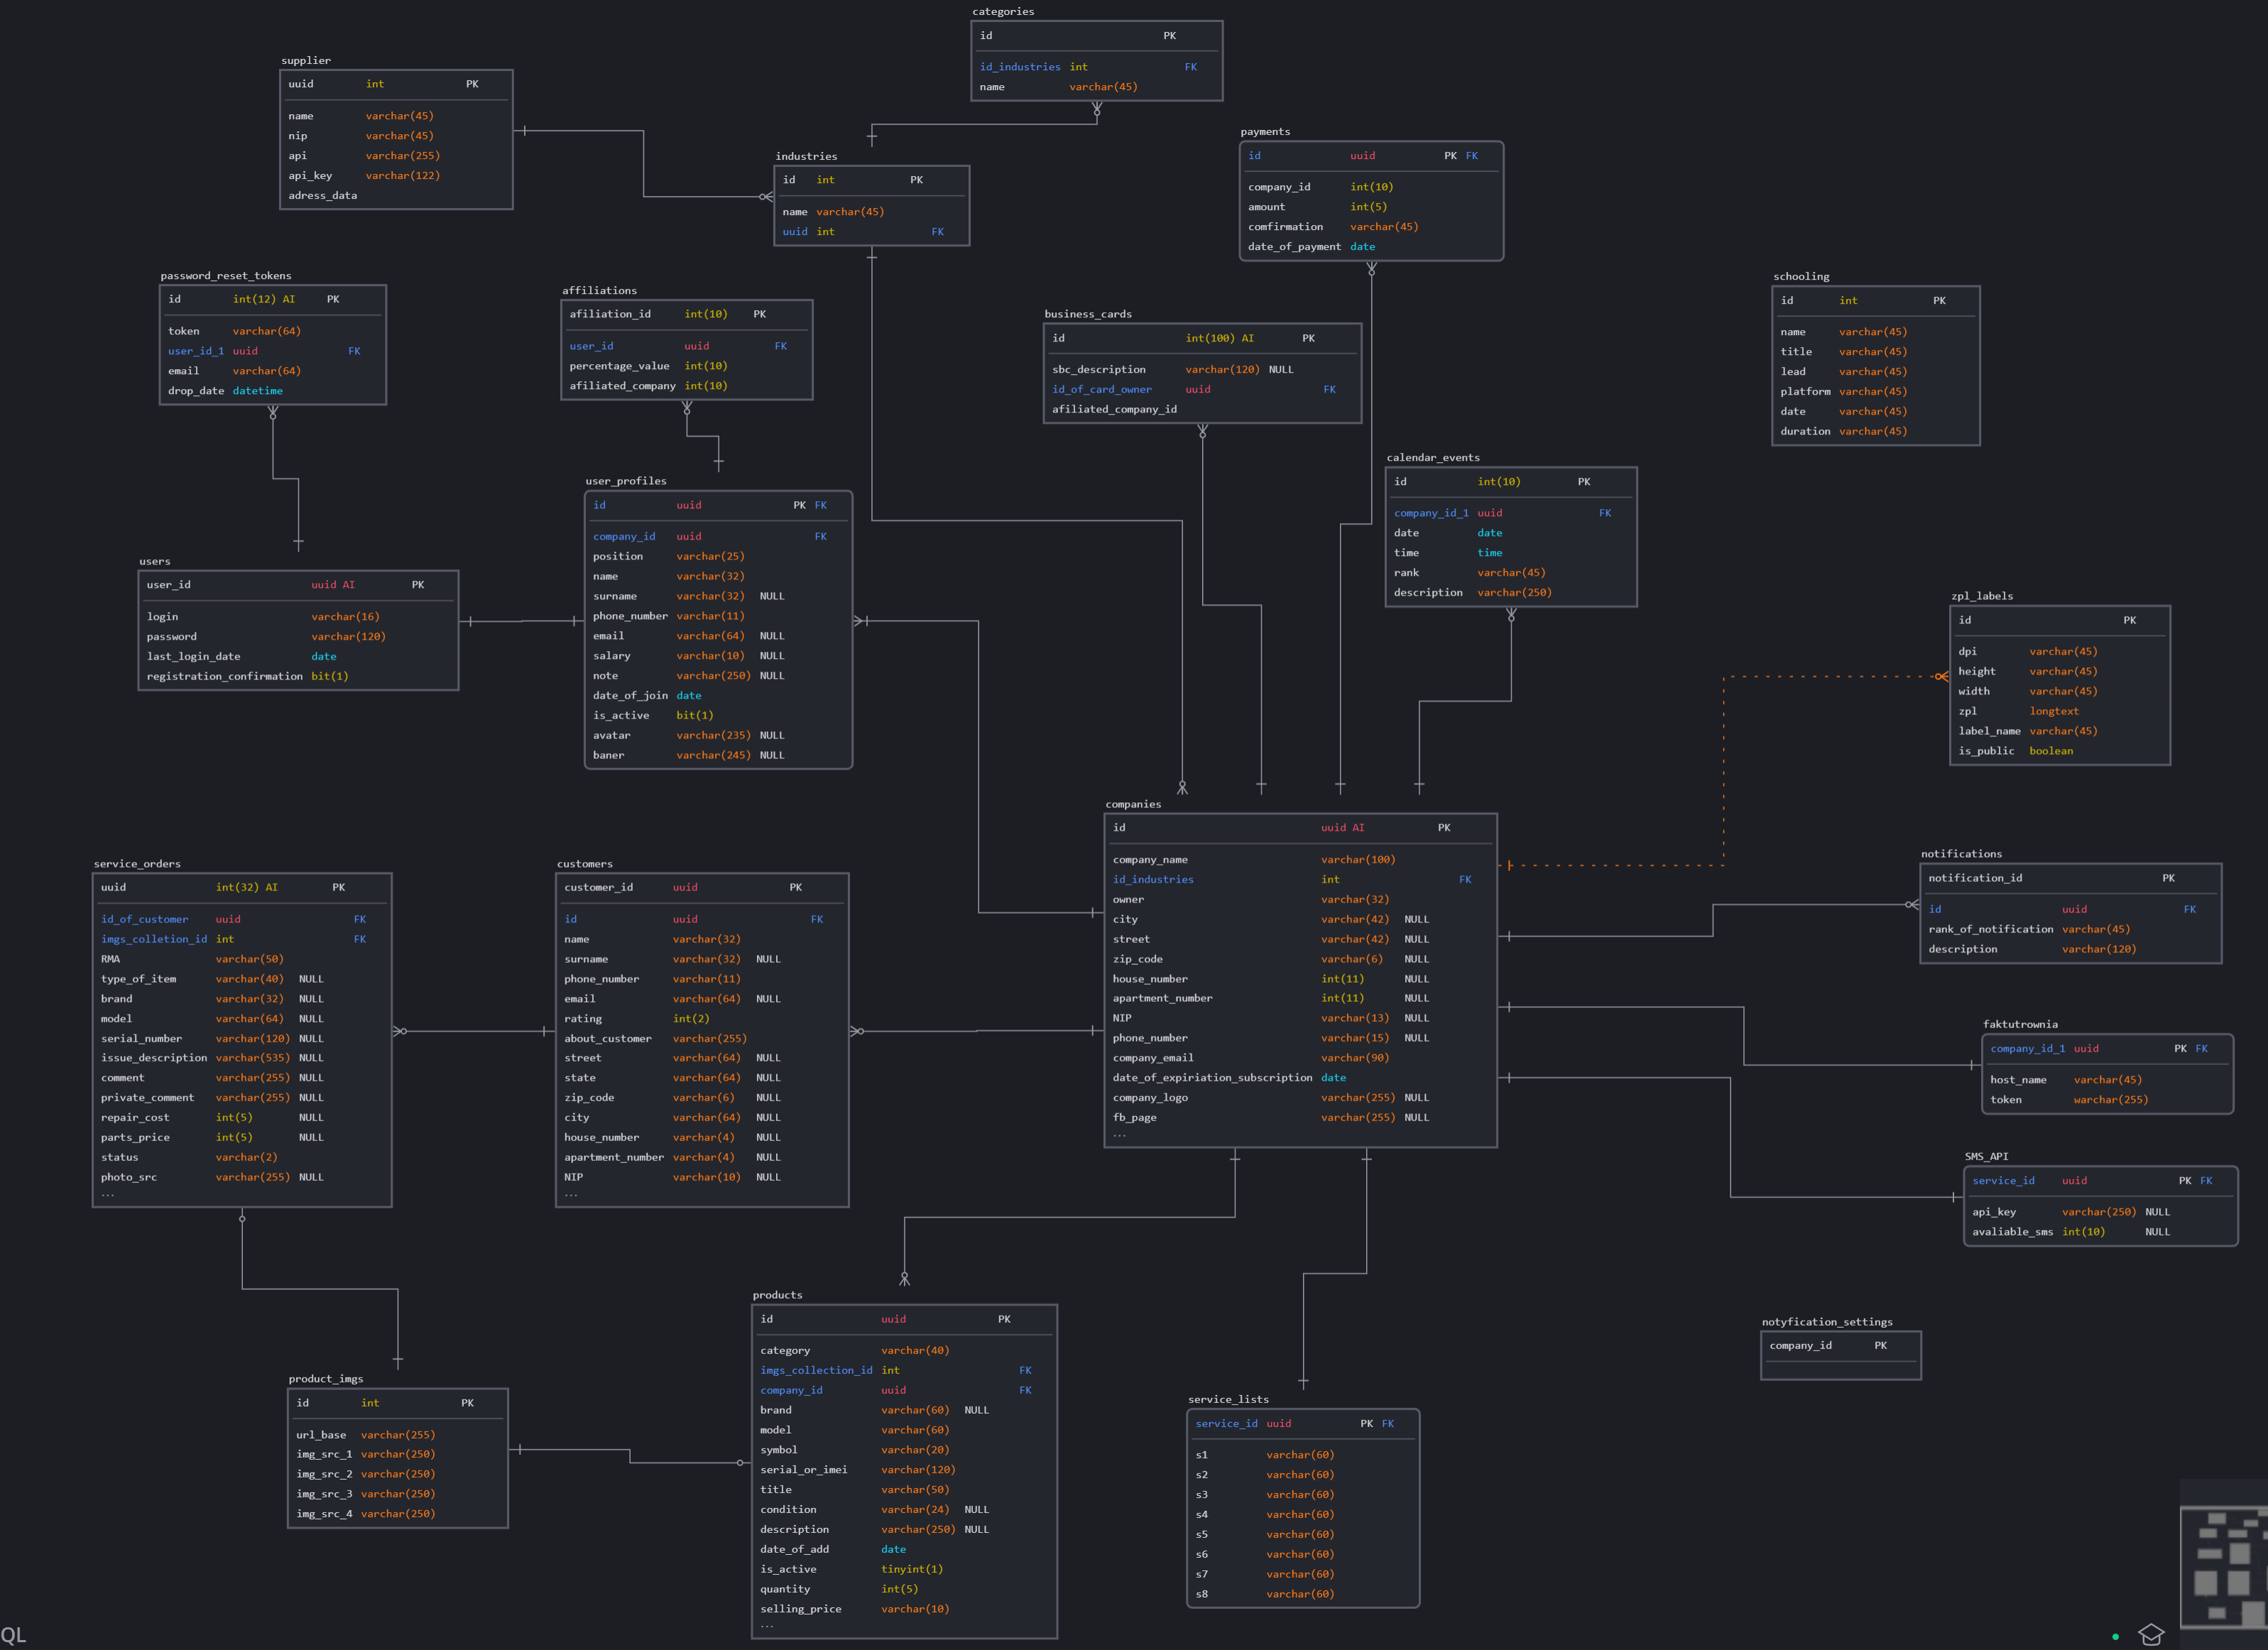 categories
id PK
id_industries int FK
name varchar(45)
supplier
uuid int PK
name varchar(45)
nip varchar(45)
api varchar(255)
api_key varchar(122)
adress_data
payments
id uuid PK FK
company_id int(10)
amount int(5)
comfirmation varchar(45)
date_of_payment date
industries
id int PK
name varchar(45)
uuid int FK
password_reset_tokens
id int(12) AI PK
token varchar(64)
user_id_1 uuid FK
email varchar(64)
drop_date datetime
affiliations
afiliation_id int(10) PK
user_id uuid FK
percentage_value int(10)
afiliated_company int(10)
business_cards
id int(100) AI PK
sbc_description varchar(120) NULL
id_of_card_owner uuid FK
afiliated_company_id
schooling
id int PK
name varchar(45)
title varchar(45)
lead varchar(45)
platform varchar(45)
date varchar(45)
duration varchar(45)
calendar_events
id int(10) PK
company_id_1 uuid FK
date date
time time
rank varchar(45)
description varchar(250)
user_profiles
id uuid PK FK
company_id uuid FK
position varchar(25)
name varchar(32)
surname varchar(32) NULL
phone_number varchar(11)
email varchar(64) NULL
salary varchar(10) NULL
note varchar(250) NULL
date_of_join date
is_active bit(1)
avatar varchar(235) NULL
baner varchar(245) NULL
users
user_id uuid AI PK
login varchar(16)
password varchar(120)
last_login_date date
registration_confirmation bit(1)
zpl_labels
id PK
dpi varchar(45)
height varchar(45)
width varchar(45)
zpl longtext
label_name varchar(45)
is_public boolean
companies
id uuid AI PK
company_name varchar(100)
id_industries int FK
owner varchar(32)
city varchar(42) NULL
street varchar(42) NULL
zip_code varchar(6) NULL
house_number int(11) NULL
apartment_number int(11) NULL
NIP varchar(13) NULL
phone_number varchar(15) NULL
company_email varchar(90)
date_of_expiriation_subscription date
company_logo varchar(255) NULL
fb_page varchar(255) NULL
...
service_orders
uuid int(32) AI PK
id_of_customer uuid FK
imgs_colletion_id int FK
RMA varchar(50)
type_of_item varchar(40) NULL
brand varchar(32) NULL
model varchar(64) NULL
serial_number varchar(120) NULL
issue_description varchar(535) NULL
comment varchar(255) NULL
private_comment varchar(255) NULL
repair_cost int(5) NULL
parts_price int(5) NULL
status varchar(2)
photo_src varchar(255) NULL
...
customers
customer_id uuid PK
id uuid FK
name varchar(32)
surname varchar(32) NULL
phone_number varchar(11)
email varchar(64) NULL
rating int(2)
about_customer varchar(255)
street varchar(64) NULL
state varchar(64) NULL
zip_code varchar(6) NULL
city varchar(64) NULL
house_number varchar(4) NULL
apartment_number varchar(4) NULL
NIP varchar(10) NULL
...
notifications
notification_id PK
id uuid FK
rank_of_notification varchar(45)
description varchar(120)
faktutrownia
company_id_1 uuid PK FK
host_name varchar(45)
token warchar(255)
SMS_API
service_id uuid PK FK
api_key varchar(250) NULL
avaliable_sms int(10) NULL
products
id uuid PK
category varchar(40)
imgs_collection_id int FK
company_id uuid FK
brand varchar(60) NULL
model varchar(60)
symbol varchar(20)
serial_or_imei varchar(120)
title varchar(50)
condition varchar(24) NULL
description varchar(250) NULL
date_of_add date
is_active tinyint(1)
quantity int(5)
selling_price varchar(10)
...
notyfication_settings
company_id PK
product_imgs
id int PK
url_base varchar(255)
img_src_1 varchar(250)
img_src_2 varchar(250)
img_src_3 varchar(250)
img_src_4 varchar(250)
service_lists
service_id uuid PK FK
s1 varchar(60)
s2 varchar(60)
s3 varchar(60)
s4 varchar(60)
s5 varchar(60)
s6 varchar(60)
s7 varchar(60)
s8 varchar(60)
QL